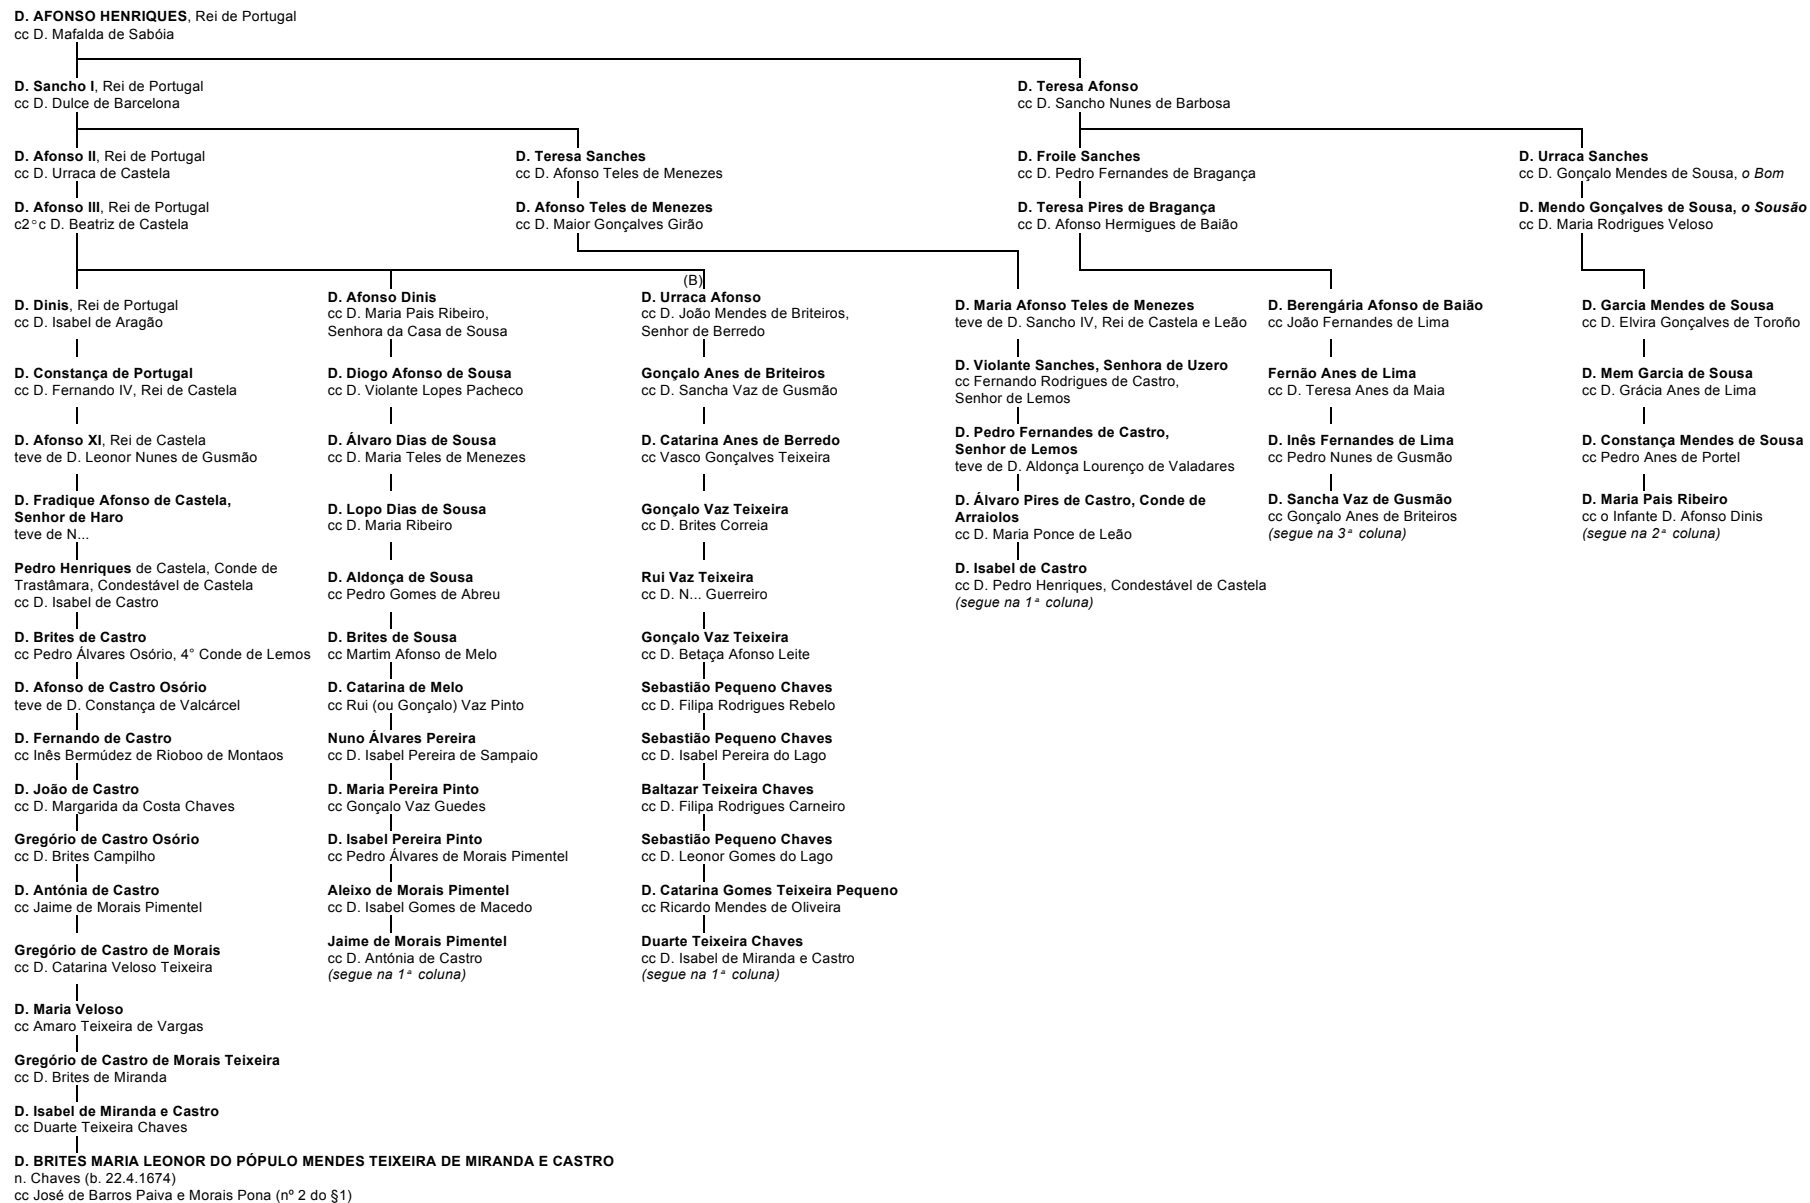 D. AFONSO HENRIQUES, Rei de Portugal
cc D. Mafalda de Sabóia
D. Sancho I, Rei de Portugal
cc D. Dulce de Barcelona
D. Teresa Afonso
cc D. Sancho Nunes de Barbosa
D. Afonso II, Rei de Portugal
cc D. Urraca de Castela
D. Teresa Sanches
cc D. Afonso Teles de Menezes
D. Froile Sanches
cc D. Pedro Fernandes de Bragança
D. Urraca Sanches
cc D. Gonçalo Mendes de Sousa, o Bom
D. Afonso III, Rei de Portugal
c2°c D. Beatriz de Castela
D. Afonso Teles de Menezes
cc D. Maior Gonçalves Girão
D. Teresa Pires de Bragança
cc D. Afonso Hermigues de Baião
D. Mendo Gonçalves de Sousa, o Sousão
cc D. Maria Rodrigues Veloso
D. Dinis, Rei de Portugal
cc D. Isabel de Aragão
D. Constança de Portugal
cc D. Fernando IV, Rei de Castela
D. Afonso XI, Rei de Castela
teve de D. Leonor Nunes de Gusmão
D. Fradique Afonso de Castela,
Senhor de Haro
teve de N...
Pedro Henriques de Castela, Conde de
Trastâmara, Condestável de Castela
cc D. Isabel de Castro
D. Brites de Castro
cc Pedro Álvares Osório, 4° Conde de Lemos
D. Afonso de Castro Osório
teve de D. Constança de Valcárcel
D. Fernando de Castro
cc Inês Bermúdez de Rioboo de Montaos
D. João de Castro
cc D. Margarida da Costa Chaves
Gregório de Castro Osório
cc D. Brites Campilho
D. Antónia de Castro
cc Jaime de Morais Pimentel
Gregório de Castro de Morais
cc D. Catarina Veloso Teixeira
D. Maria Veloso
cc Amaro Teixeira de Vargas
Gregório de Castro de Morais Teixeira
cc D. Brites de Miranda
D. Isabel de Miranda e Castro
cc Duarte Teixeira Chaves
D. BRITES MARIA LEONOR DO PÓPULO MENDES TEIXEIRA DE MIRANDA E CASTRO
n. Chaves (b. 22.4.1674)
cc José de Barros Paiva e Morais Pona (nº 2 do §1)
D. Afonso Dinis
cc D. Maria Pais Ribeiro,
Senhora da Casa de Sousa
D. Diogo Afonso de Sousa
cc D. Violante Lopes Pacheco
D. Álvaro Dias de Sousa
cc D. Maria Teles de Menezes
D. Lopo Dias de Sousa
cc D. Maria Ribeiro
D. Aldonça de Sousa
cc Pedro Gomes de Abreu
D. Brites de Sousa
cc Martim Afonso de Melo
D. Catarina de Melo
cc Rui (ou Gonçalo) Vaz Pinto
Nuno Álvares Pereira
cc D. Isabel Pereira de Sampaio
D. Maria Pereira Pinto
cc Gonçalo Vaz Guedes
D. Isabel Pereira Pinto
cc Pedro Álvares de Morais Pimentel
Aleixo de Morais Pimentel
cc D. Isabel Gomes de Macedo
Jaime de Morais Pimentel
cc D. Antónia de Castro
(segue na 1ª coluna)
(B)
D. Urraca Afonso
cc D. João Mendes de Briteiros,
Senhor de Berredo
Gonçalo Anes de Briteiros
cc D. Sancha Vaz de Gusmão
D. Catarina Anes de Berredo
cc Vasco Gonçalves Teixeira
Gonçalo Vaz Teixeira
cc D. Brites Correia
Rui Vaz Teixeira
cc D. N... Guerreiro
Gonçalo Vaz Teixeira
cc D. Betaça Afonso Leite
Sebastião Pequeno Chaves
cc D. Filipa Rodrigues Rebelo
Sebastião Pequeno Chaves
cc D. Isabel Pereira do Lago
Baltazar Teixeira Chaves
cc D. Filipa Rodrigues Carneiro
Sebastião Pequeno Chaves
cc D. Leonor Gomes do Lago
D. Catarina Gomes Teixeira Pequeno
cc Ricardo Mendes de Oliveira
Duarte Teixeira Chaves
cc D. Isabel de Miranda e Castro
(segue na 1ª coluna)
D. Maria Afonso Teles de Menezes
teve de D. Sancho IV, Rei de Castela e Leão
D. Violante Sanches, Senhora de Uzero
cc Fernando Rodrigues de Castro,
Senhor de Lemos
D. Pedro Fernandes de Castro,
Senhor de Lemos
teve de D. Aldonça Lourenço de Valadares
D. Álvaro Pires de Castro, Conde de
Arraiolos
cc D. Maria Ponce de Leão
D. Isabel de Castro
cc D. Pedro Henriques, Condestável de Castela
(segue na 1ª coluna)
D. Berengária Afonso de Baião
cc João Fernandes de Lima
Fernão Anes de Lima
cc D. Teresa Anes da Maia
D. Inês Fernandes de Lima
cc Pedro Nunes de Gusmão
D. Sancha Vaz de Gusmão
cc Gonçalo Anes de Briteiros
(segue na 3ª coluna)
D. Garcia Mendes de Sousa
cc D. Elvira Gonçalves de Toroño
D. Mem Garcia de Sousa
cc D. Grácia Anes de Lima
D. Constança Mendes de Sousa
cc Pedro Anes de Portel
D. Maria Pais Ribeiro
cc o Infante D. Afonso Dinis
(segue na 2ª coluna)